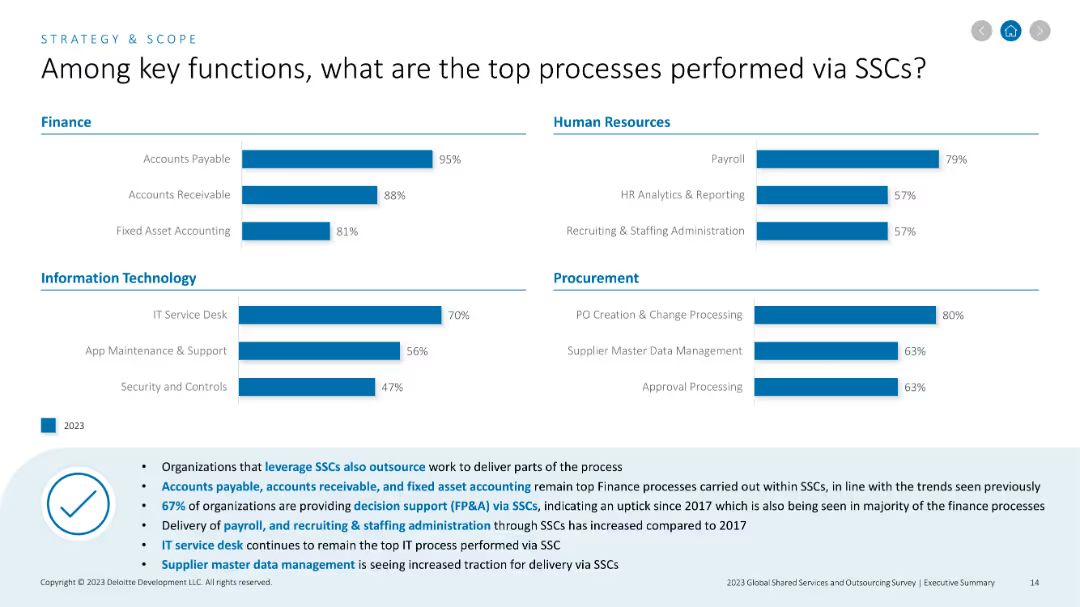 STRATEGY & SCOPE
Among key functions, what are the top processes performed via SSCs?
Finance
Accounts Payable 95%
Accounts Receivable 88%
Fixed Asset Accounting 81%
Human Resources
Payroll 79%
HR Analytics & Reporting 57%
Recruiting & Staffing Administration 57%
Information Technology
IT Service Desk 70%
App Maintenance & Support 56%
Security and Controls 47%
Procurement
PO Creation & Change Processing 80%
Supplier Master Data Management 63%
Approval Processing 63%
2023
• Organizations that leverage SSCs also outsource work to deliver parts of the process
• Accounts payable, accounts receivable, and fixed asset accounting remain top Finance processes carried out within SSCs, in line with the trends seen previously
• 67% of organizations are providing decision support (FP&A) via SSCs, indicating an uptick since 2017 which is also being seen in majority of the finance processes
• Delivery of payroll, and recruiting & staffing administration through SSCs has increased compared to 2017
• IT service desk continues to remain the top IT process performed via SSC
• Supplier master data management is seeing increased traction for delivery via SSCs
Copyright © 2023 Deloitte Development LLC. All rights reserved.
2023 Global Shared Services and Outsourcing Survey | Executive Summary 14